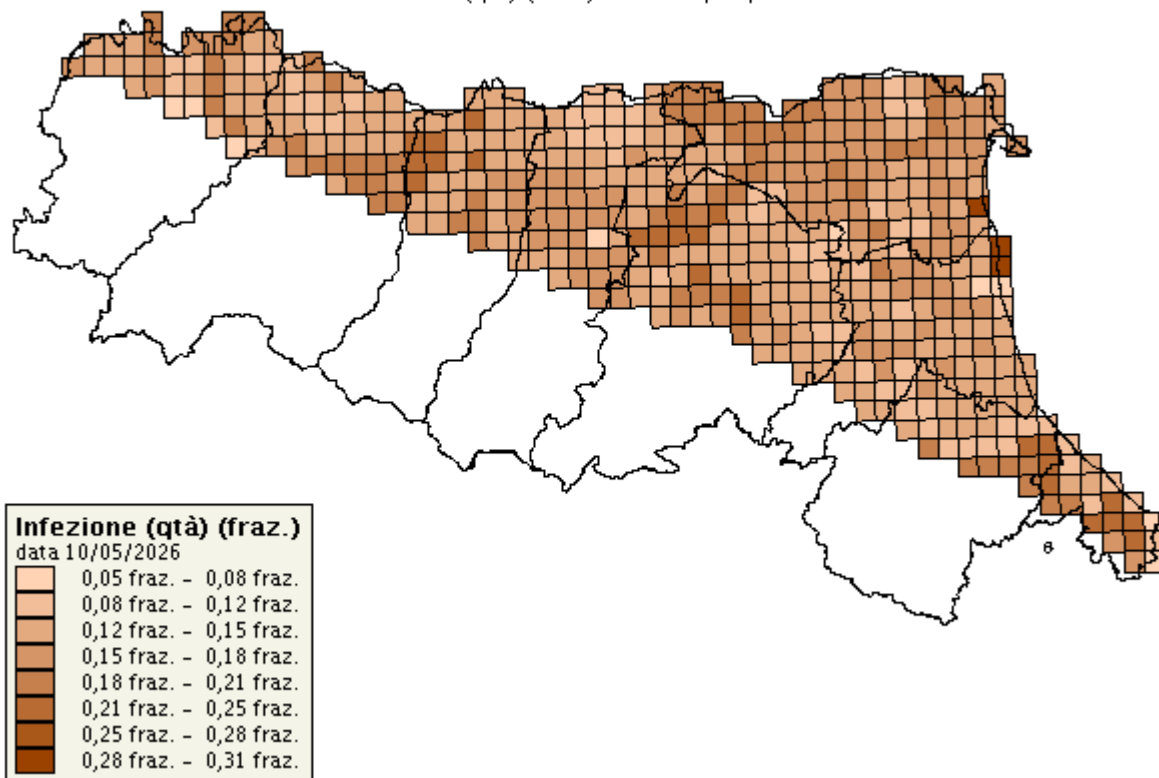 Infezione (qtà) (fraz.)
data 10/05/2026
0,05 fraz. – 0,08 fraz.
0,08 fraz. – 0,12 fraz.
0,12 fraz. – 0,15 fraz.
0,15 fraz. – 0,18 fraz.
0,18 fraz. – 0,21 fraz.
0,21 fraz. – 0,25 fraz.
0,25 fraz. – 0,28 fraz.
0,28 fraz. – 0,31 fraz.